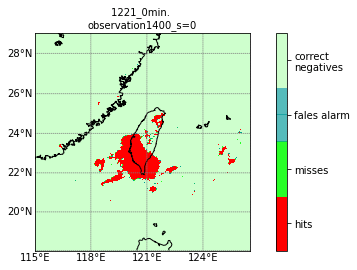 1221_0min.
observation1400_s=0
28°N
26°N
24°N
22°N
20°N
115°E
118°E
121°E
124°E
correct
negatives
fales alarm
misses
hits